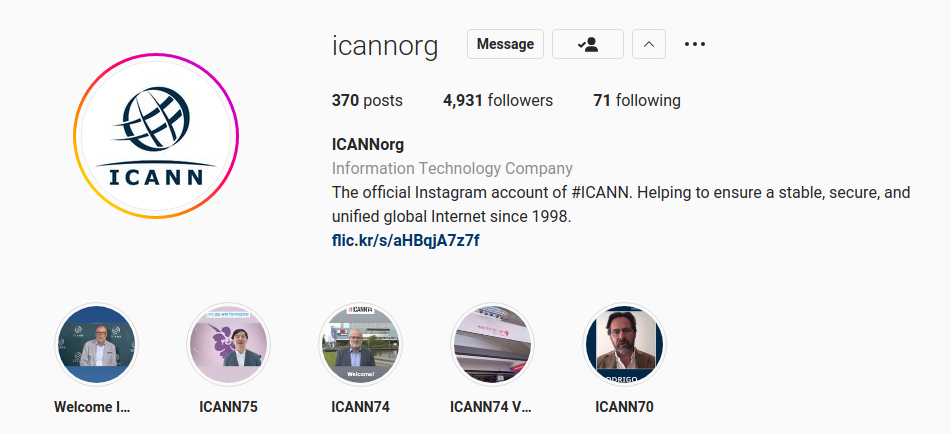 icannorg Message
370 posts 4,931 followers 71 following
ICANN
ICANNorg
Information Technology Company
The official Instagram account of #ICANN. Helping to ensure a stable, secure, and
unified global Internet since 1998.
flic.kr/s/aHBqjA7z7f
ICANN
#ICANN74
Welcome!
RODRIGO
Welcome I... ICANN75 ICANN74 ICANN74 V... ICANN70